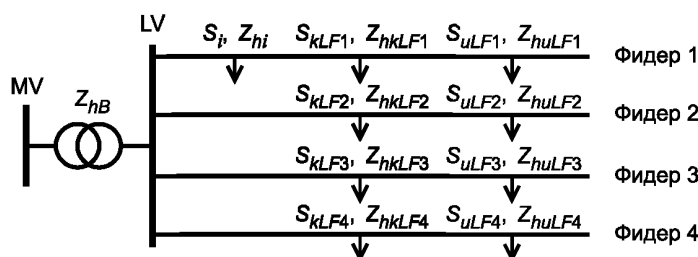 LV
S_i, Z_hi S_kLF1, Z_hkLF1 S_uLF1, Z_huLF1 Фидер 1
MV
Z_hB
S_kLF2, Z_hkLF2 S_uLF2, Z_huLF2 Фидер 2
S_kLF3, Z_hkLF3 S_uLF3, Z_huLF3 Фидер 3
S_kLF4, Z_hkLF4 S_uLF4, Z_huLF4 Фидер 4